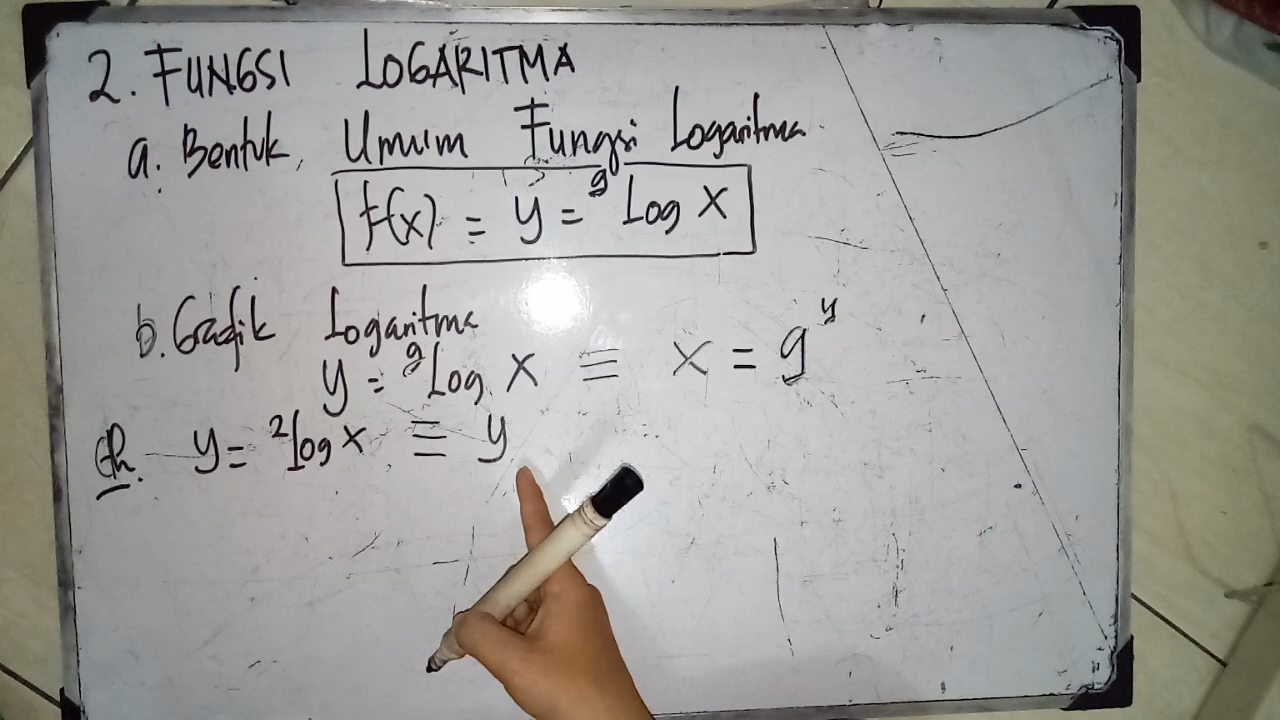 2. FUNGSI LOGARITMA
a. Bentuk Umum Fungsi Logaritma
f(x) = y = ᵍLog x
b. Grafik Logaritma
y = ᵍLog x ≡ x = gʸ
Ch. y = ²log x ≡ y